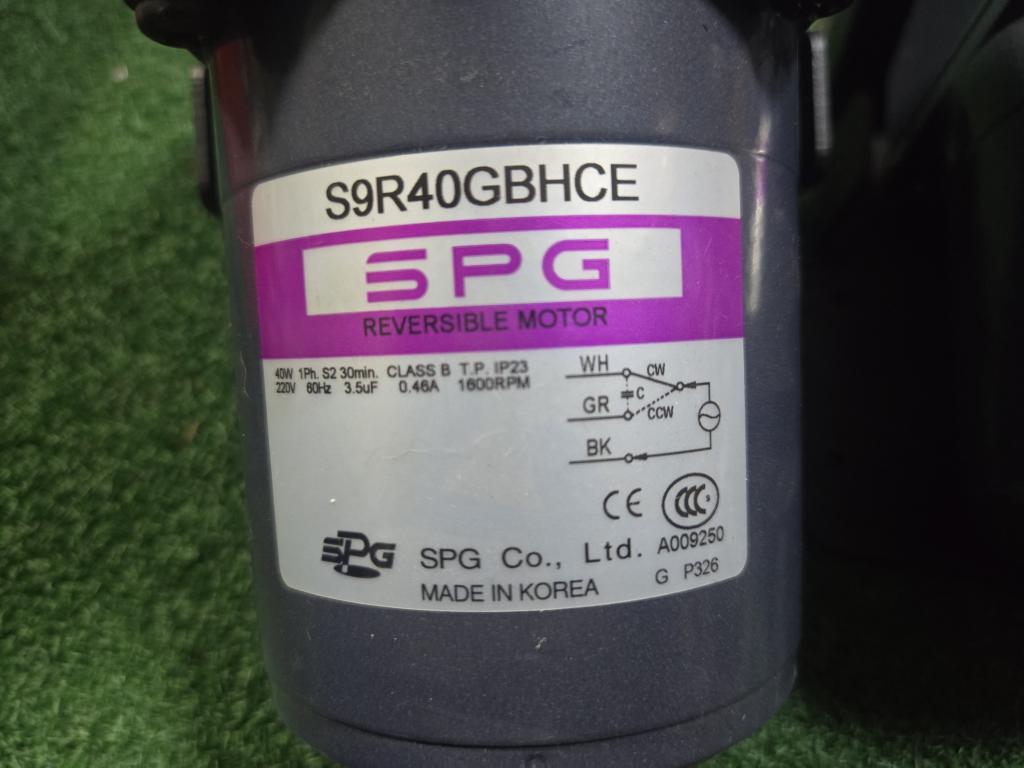 S9R40GBHCE
SPG
REVERSIBLE MOTOR
40W 1Ph. S2 30min. CLASS B T.P. IP23
220V 60Hz 3.5uF 0.46A 1600RPM
WH CW
C
GR CCW
BK
CE CCC S
SPG SPG Co., Ltd. A009250
MADE IN KOREA G P326